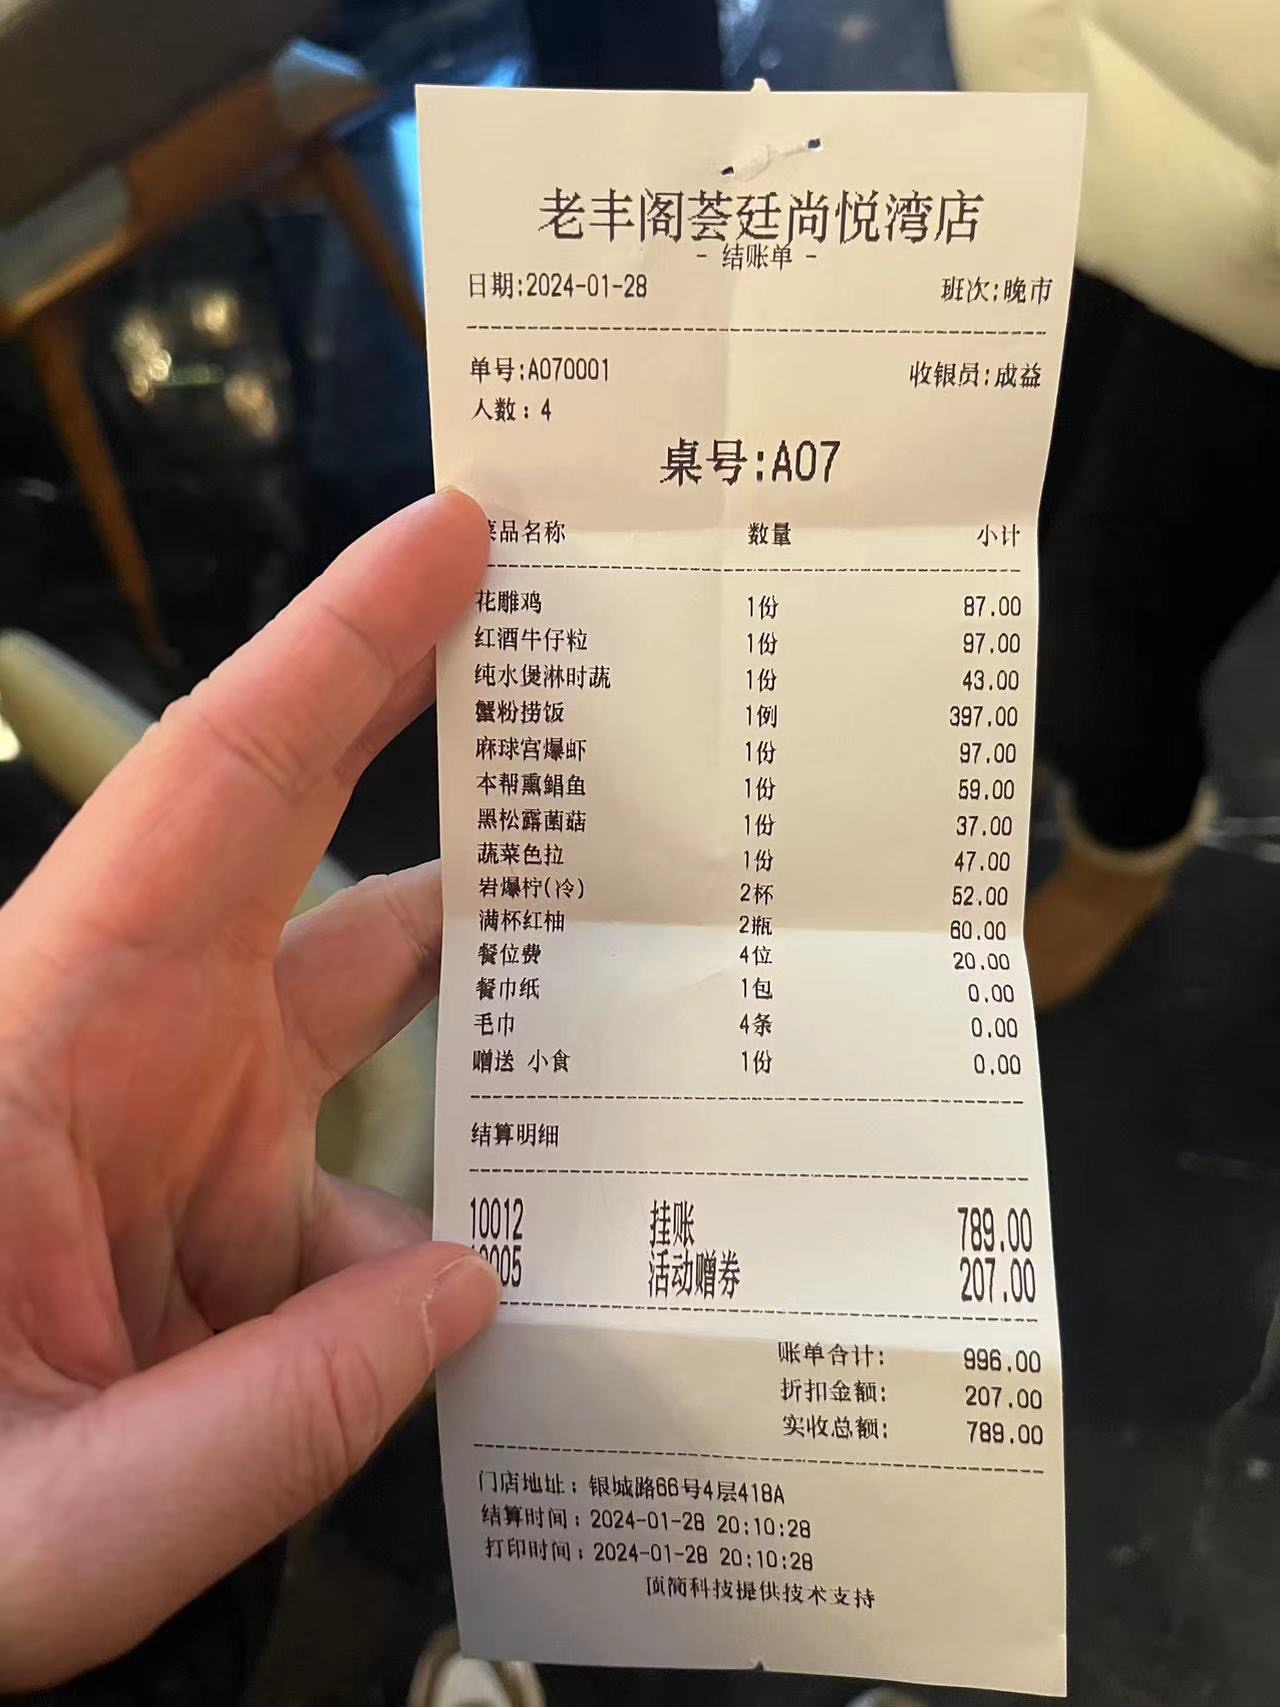 老丰阁荟廷尚悦湾店
- 结账单 -
日期:2024-01-28 班次:晚市
单号:A070001 收银员:成益
人数: 4
桌号:A07
菜品名称 数量 小计
花雕鸡 1份 87.00
红酒牛仔粒 1份 97.00
纯水煲淋时蔬 1份 43.00
蟹粉捞饭 1例 397.00
麻球宫爆虾 1份 97.00
本帮熏鲳鱼 1份 59.00
黑松露菌菇 1份 37.00
蔬菜色拉 1份 47.00
岩爆柠(冷) 2杯 52.00
满杯红柚 2瓶 60.00
餐位费 4位 20.00
餐巾纸 1包 0.00
毛巾 4条 0.00
赠送 小食 1份 0.00
结算明细
10012 挂账 789.00
10005 活动赠券 207.00
账单合计: 996.00
折扣金额: 207.00
实收总额: 789.00
门店地址: 银城路66号4层418A
结算时间: 2024-01-28 20:10:28
打印时间: 2024-01-28 20:10:28
顶简科技提供技术支持